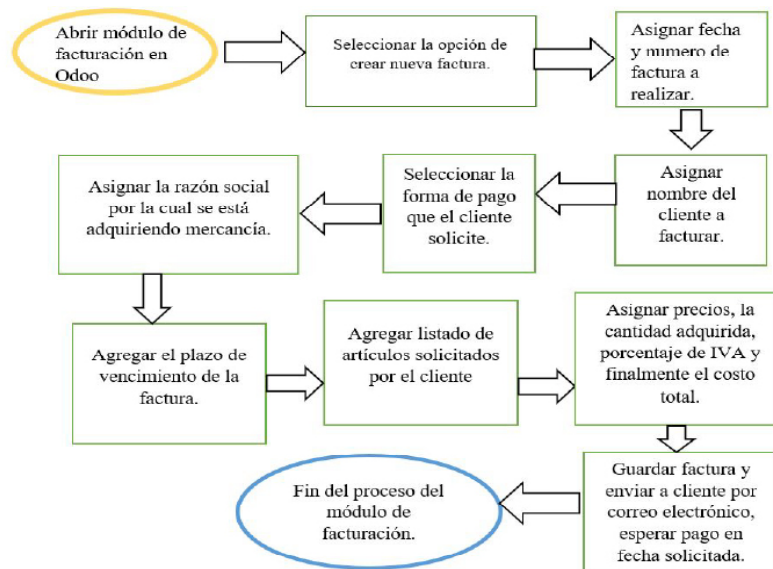 Abrir módulo de
facturación en
Odoo
Seleccionar la opción de
crear nueva factura.
Asignar fecha
y numero de
factura a
realizar.
Asignar
nombre del
cliente a
facturar.
Seleccionar la
forma de pago
que el cliente
solicite.
Asignar la razón social
por la cual se está
adquiriendo mercancía.
Agregar el plazo de
vencimiento de la
factura.
Agregar listado de
artículos solicitados
por el cliente
Asignar precios, la
cantidad adquirida,
porcentaje de IVA y
finalmente el costo
total.
Guardar factura y
enviar a cliente por
correo electrónico,
esperar pago en
fecha solicitada.
Fin del proceso del
módulo de
facturación.